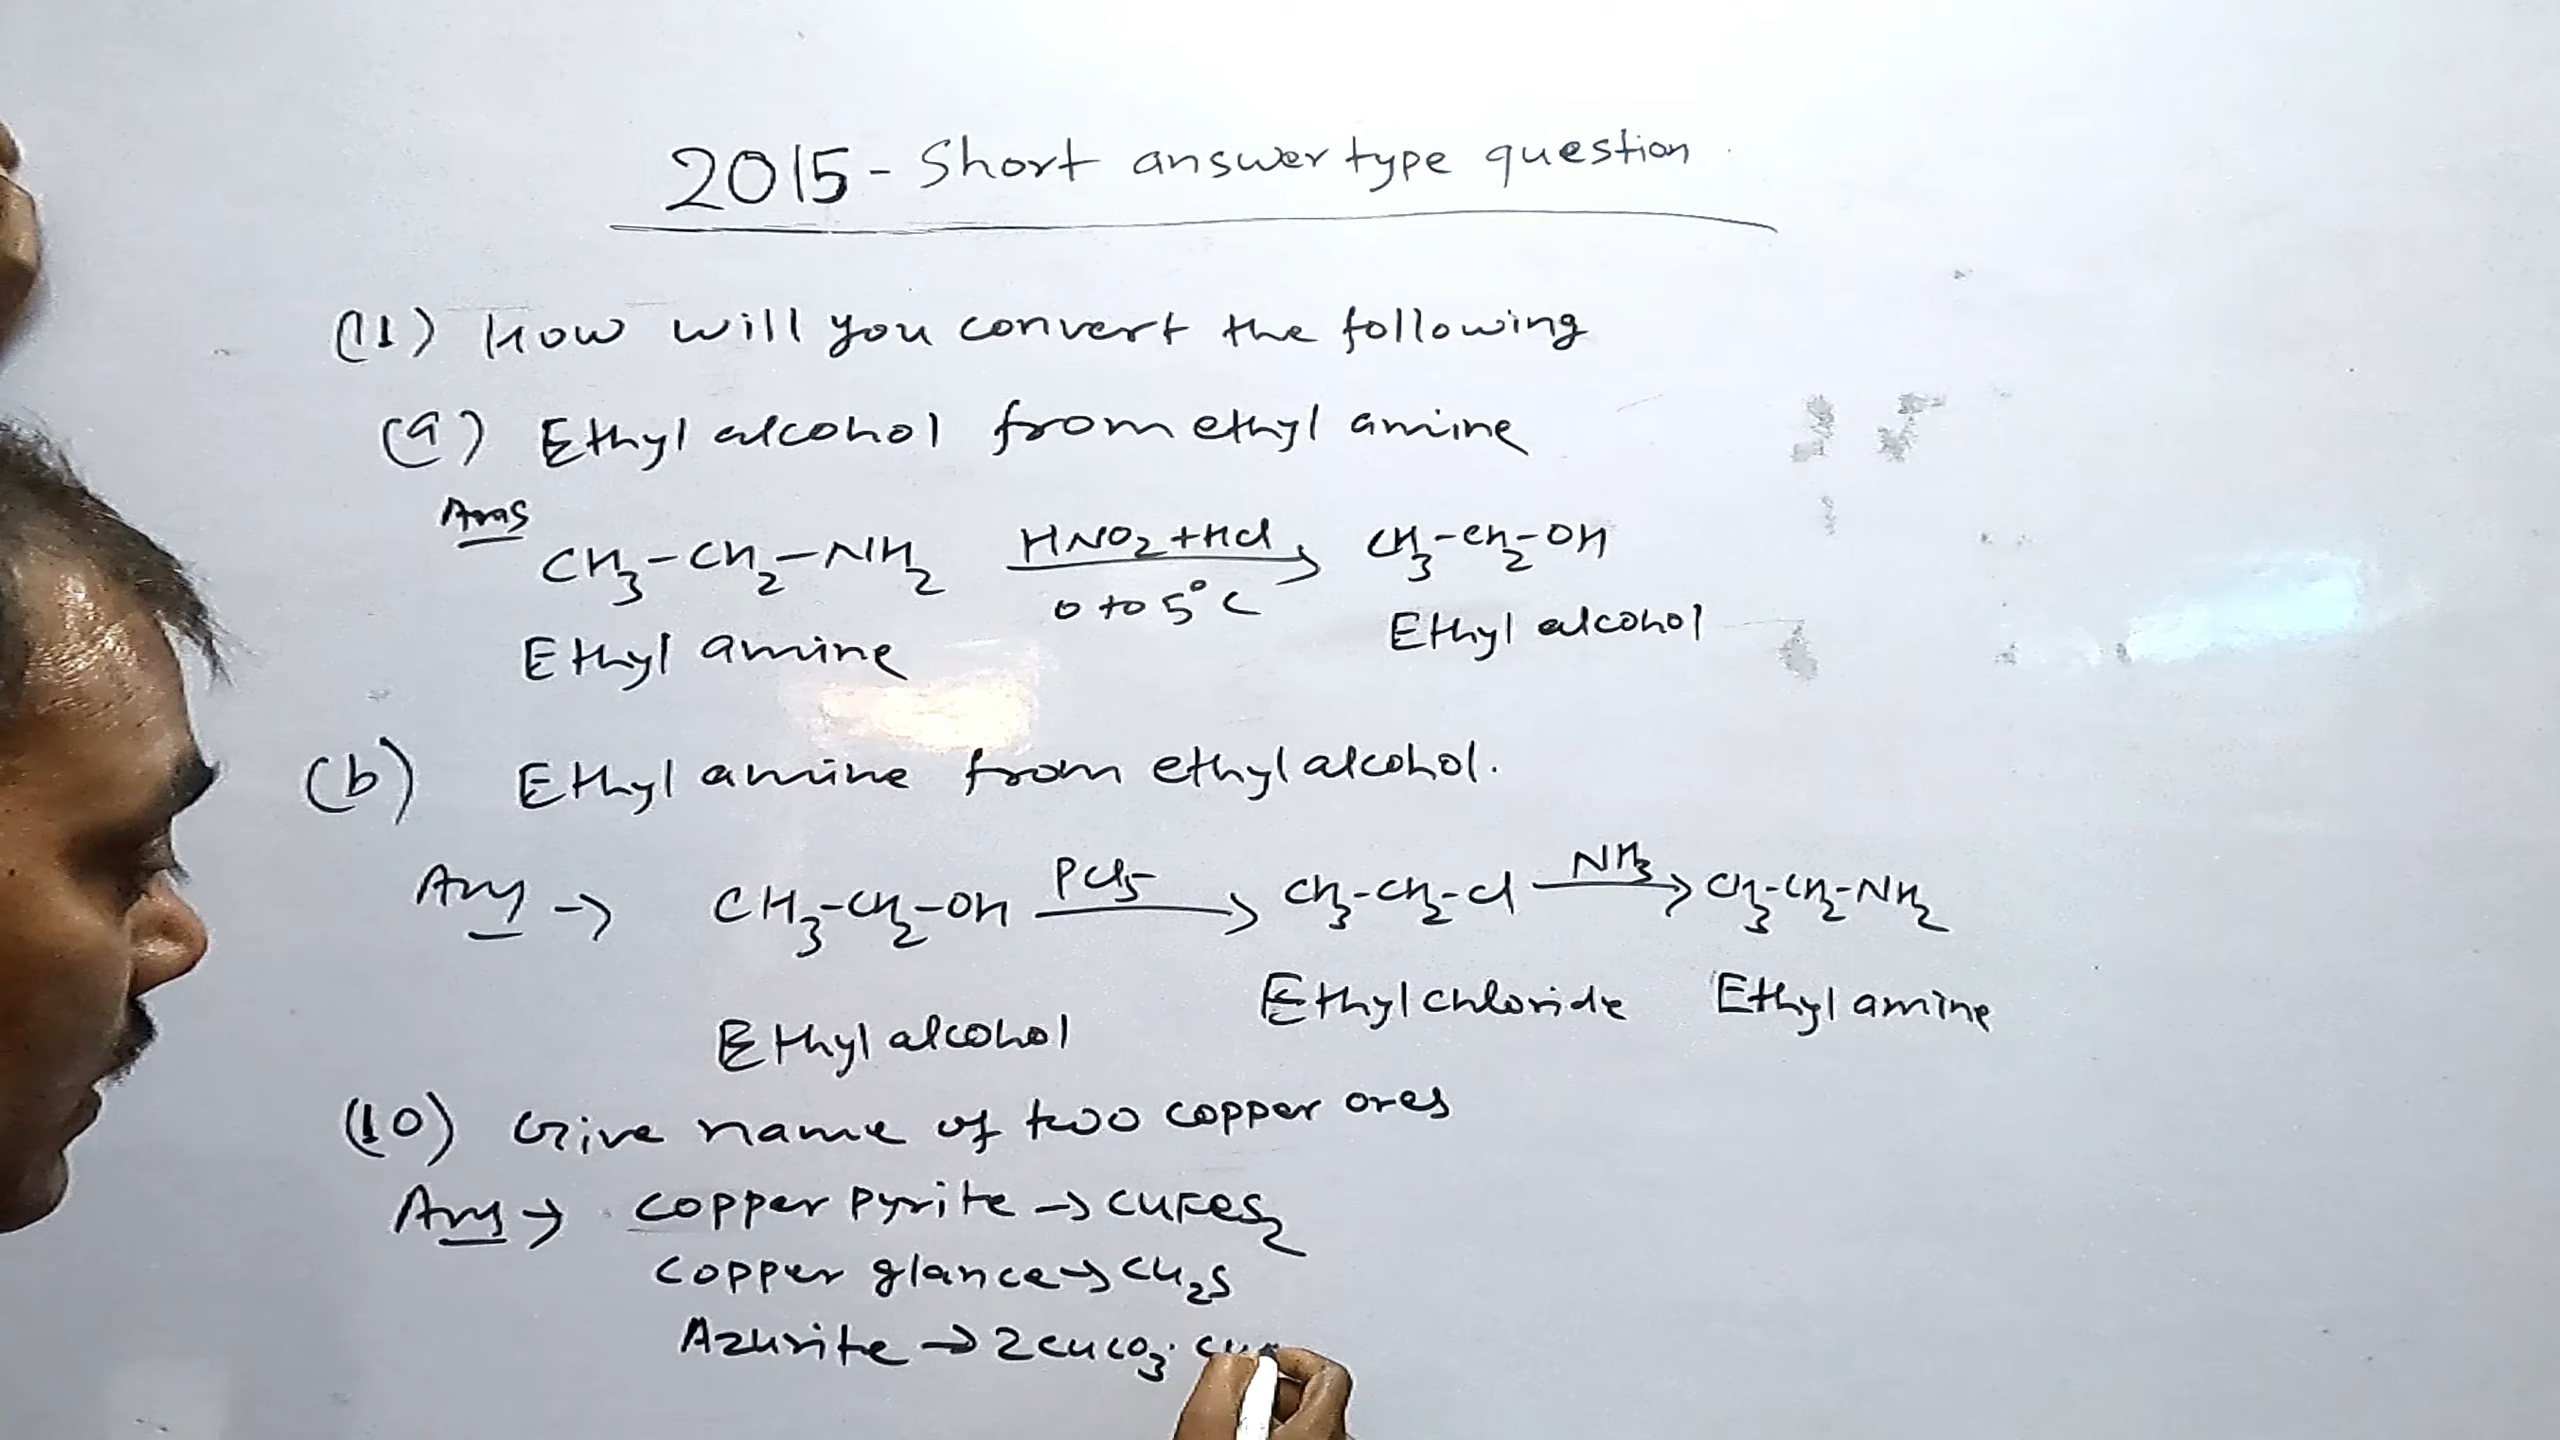 2015 - Short answer type question
(11) How will you convert the following
(a) Ethyl alcohol from ethyl amine
Ans
CH3-CH2-NH2 HNO2+HCl 0 to 5°C CH3-CH2-OH
Ethyl amine Ethyl alcohol
(b) Ethyl amine from ethyl alcohol.
Ans → CH3-CH2-OH PCl5 → CH3-CH2-Cl NH3 → CH3-CH2-NH2
Ethyl alcohol Ethyl chloride Ethyl amine
(10) Give name of two copper ores
Ans → copper pyrite → CuFeS2
copper glance → Cu2S
Azurite → 2CuCO3.